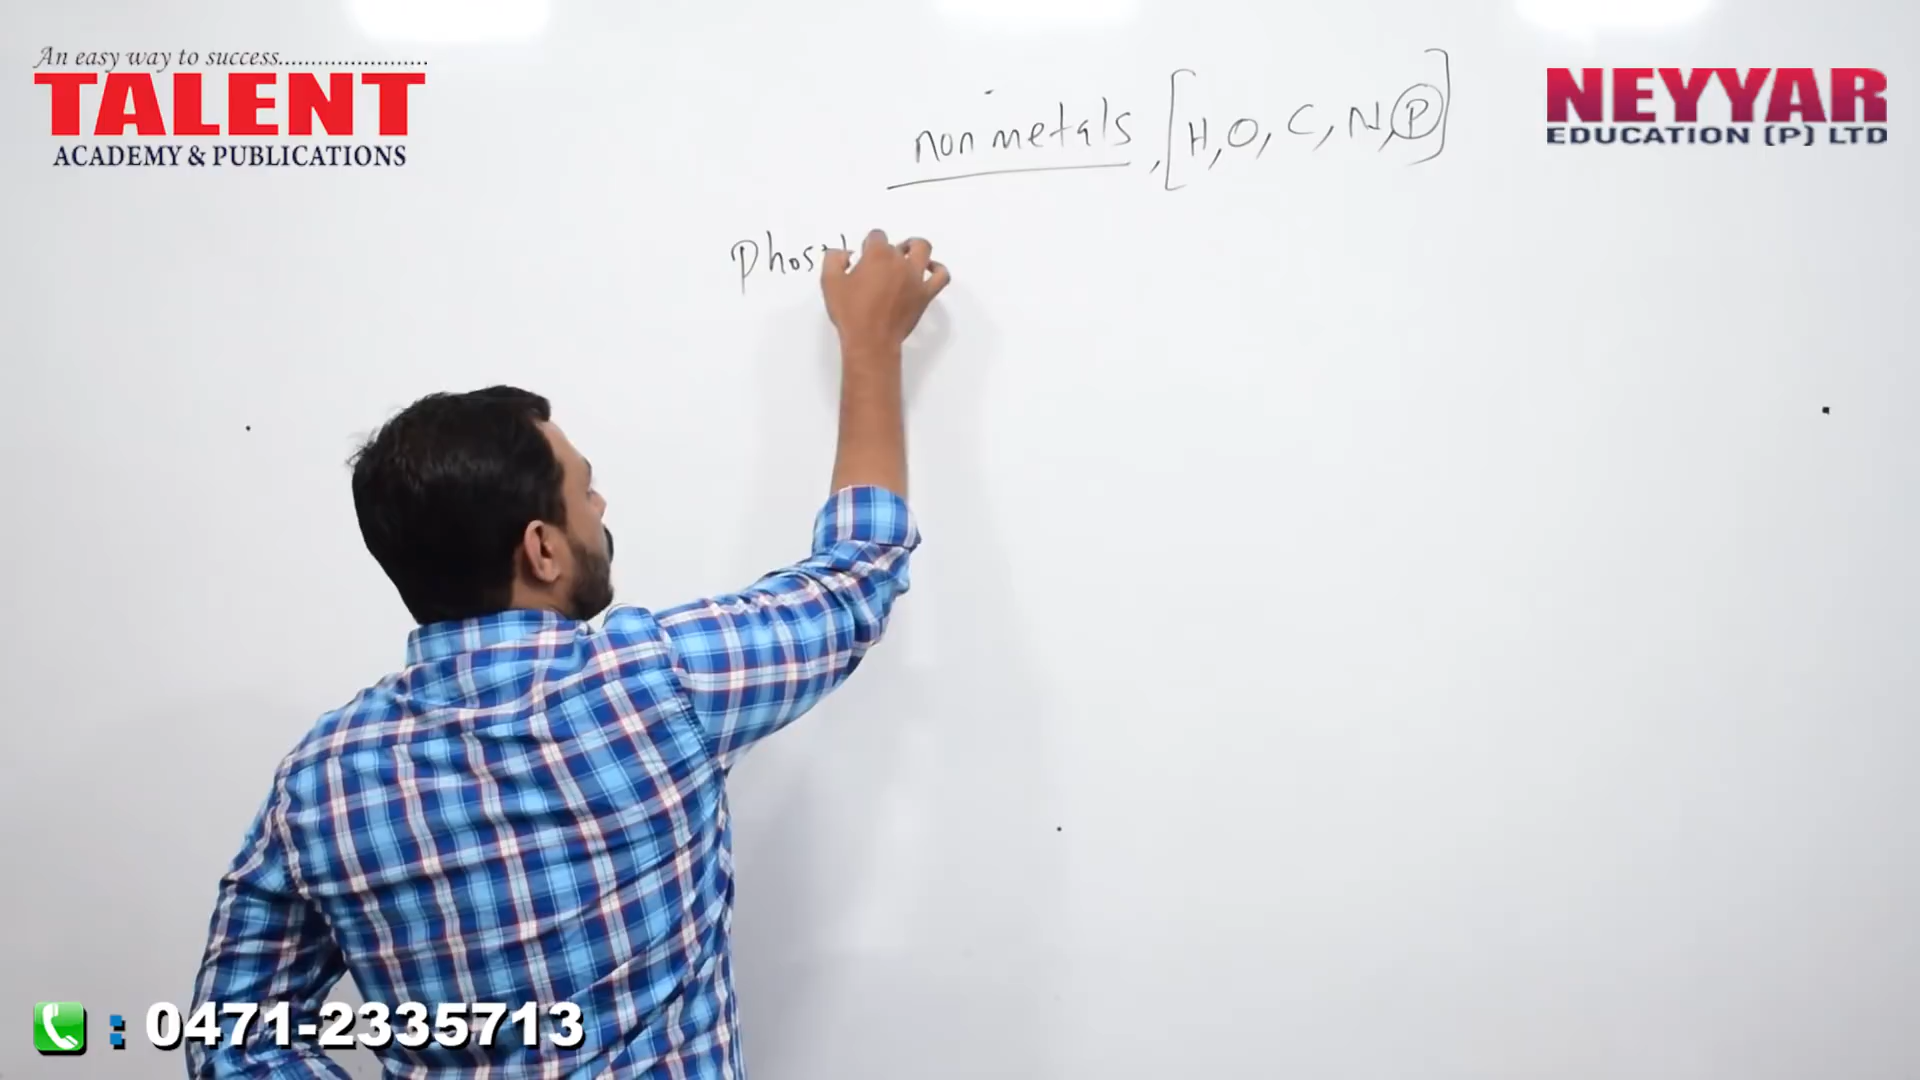 An easy way to success.......................
TALENT
ACADEMY & PUBLICATIONS
NEYYAR
EDUCATION (P) LTD
non metals, [H, O, C, N, P]
: 0471-2335713